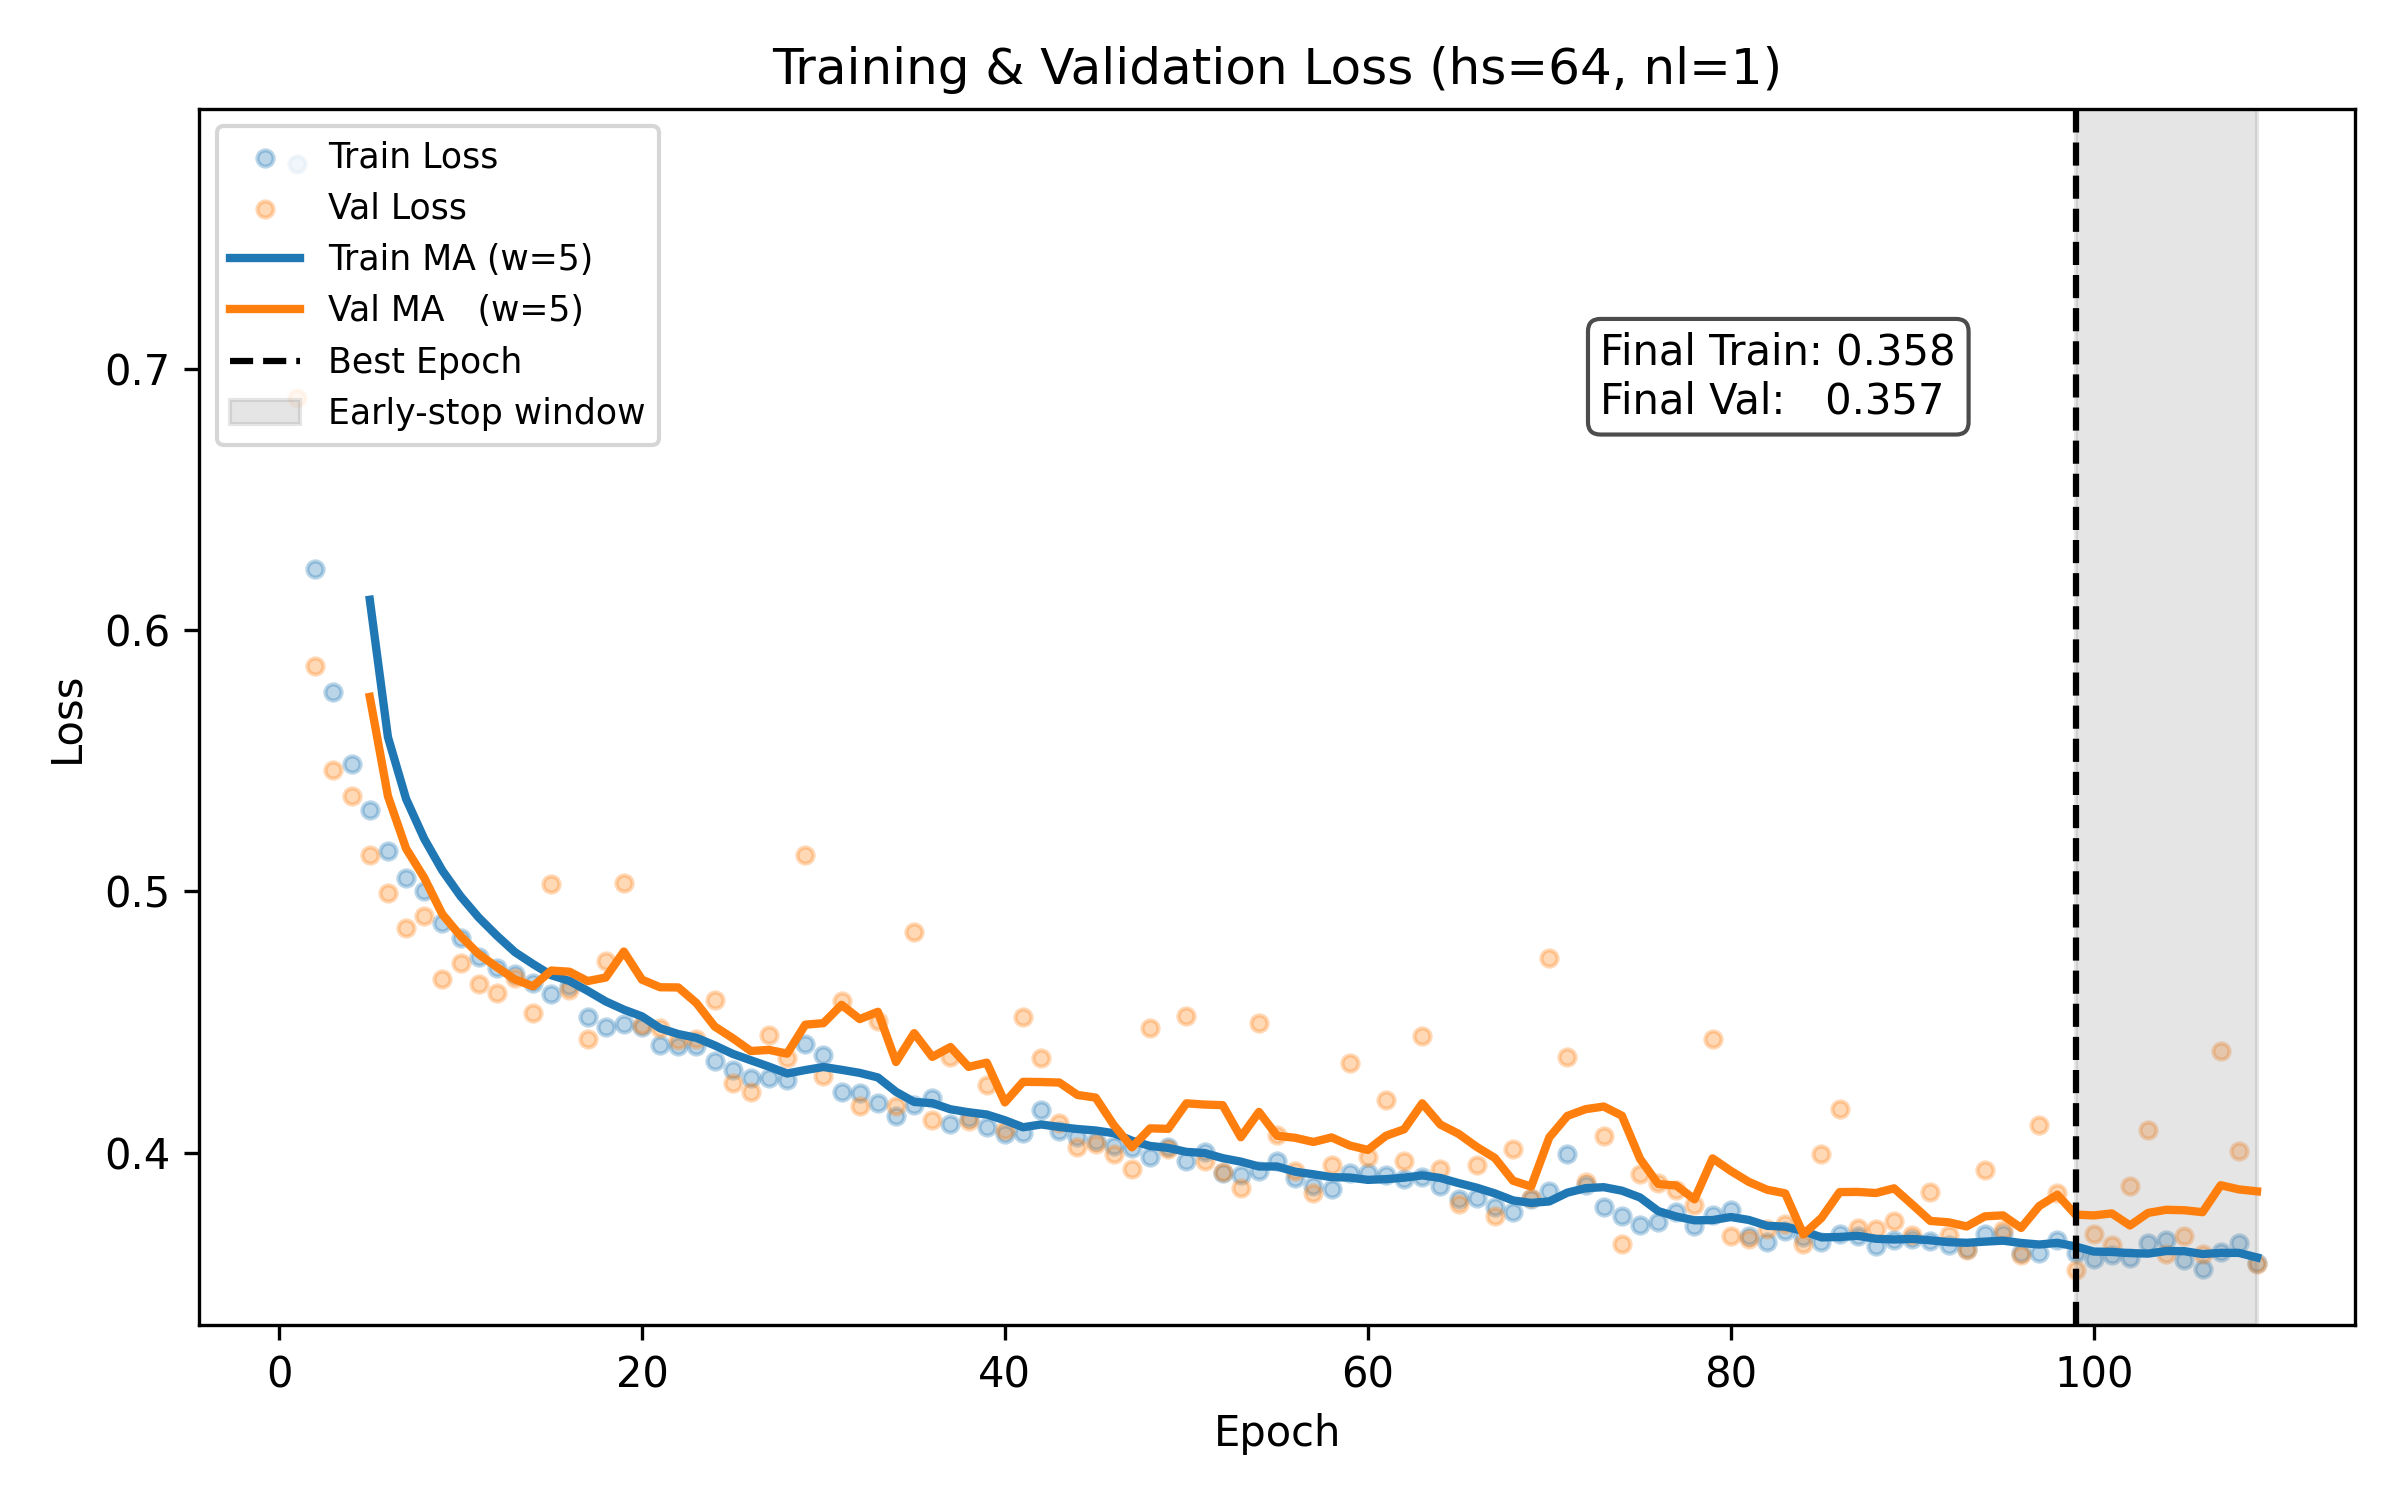 Training & Validation Loss (hs=64, nl=1)
Train Loss
Val Loss
Train MA (w=5)
Val MA   (w=5)
Best Epoch
Early-stop window
Final Train: 0.358
Final Val:   0.357
Loss
0.7
0.6
0.5
0.4
0
20
40
60
80
100
Epoch